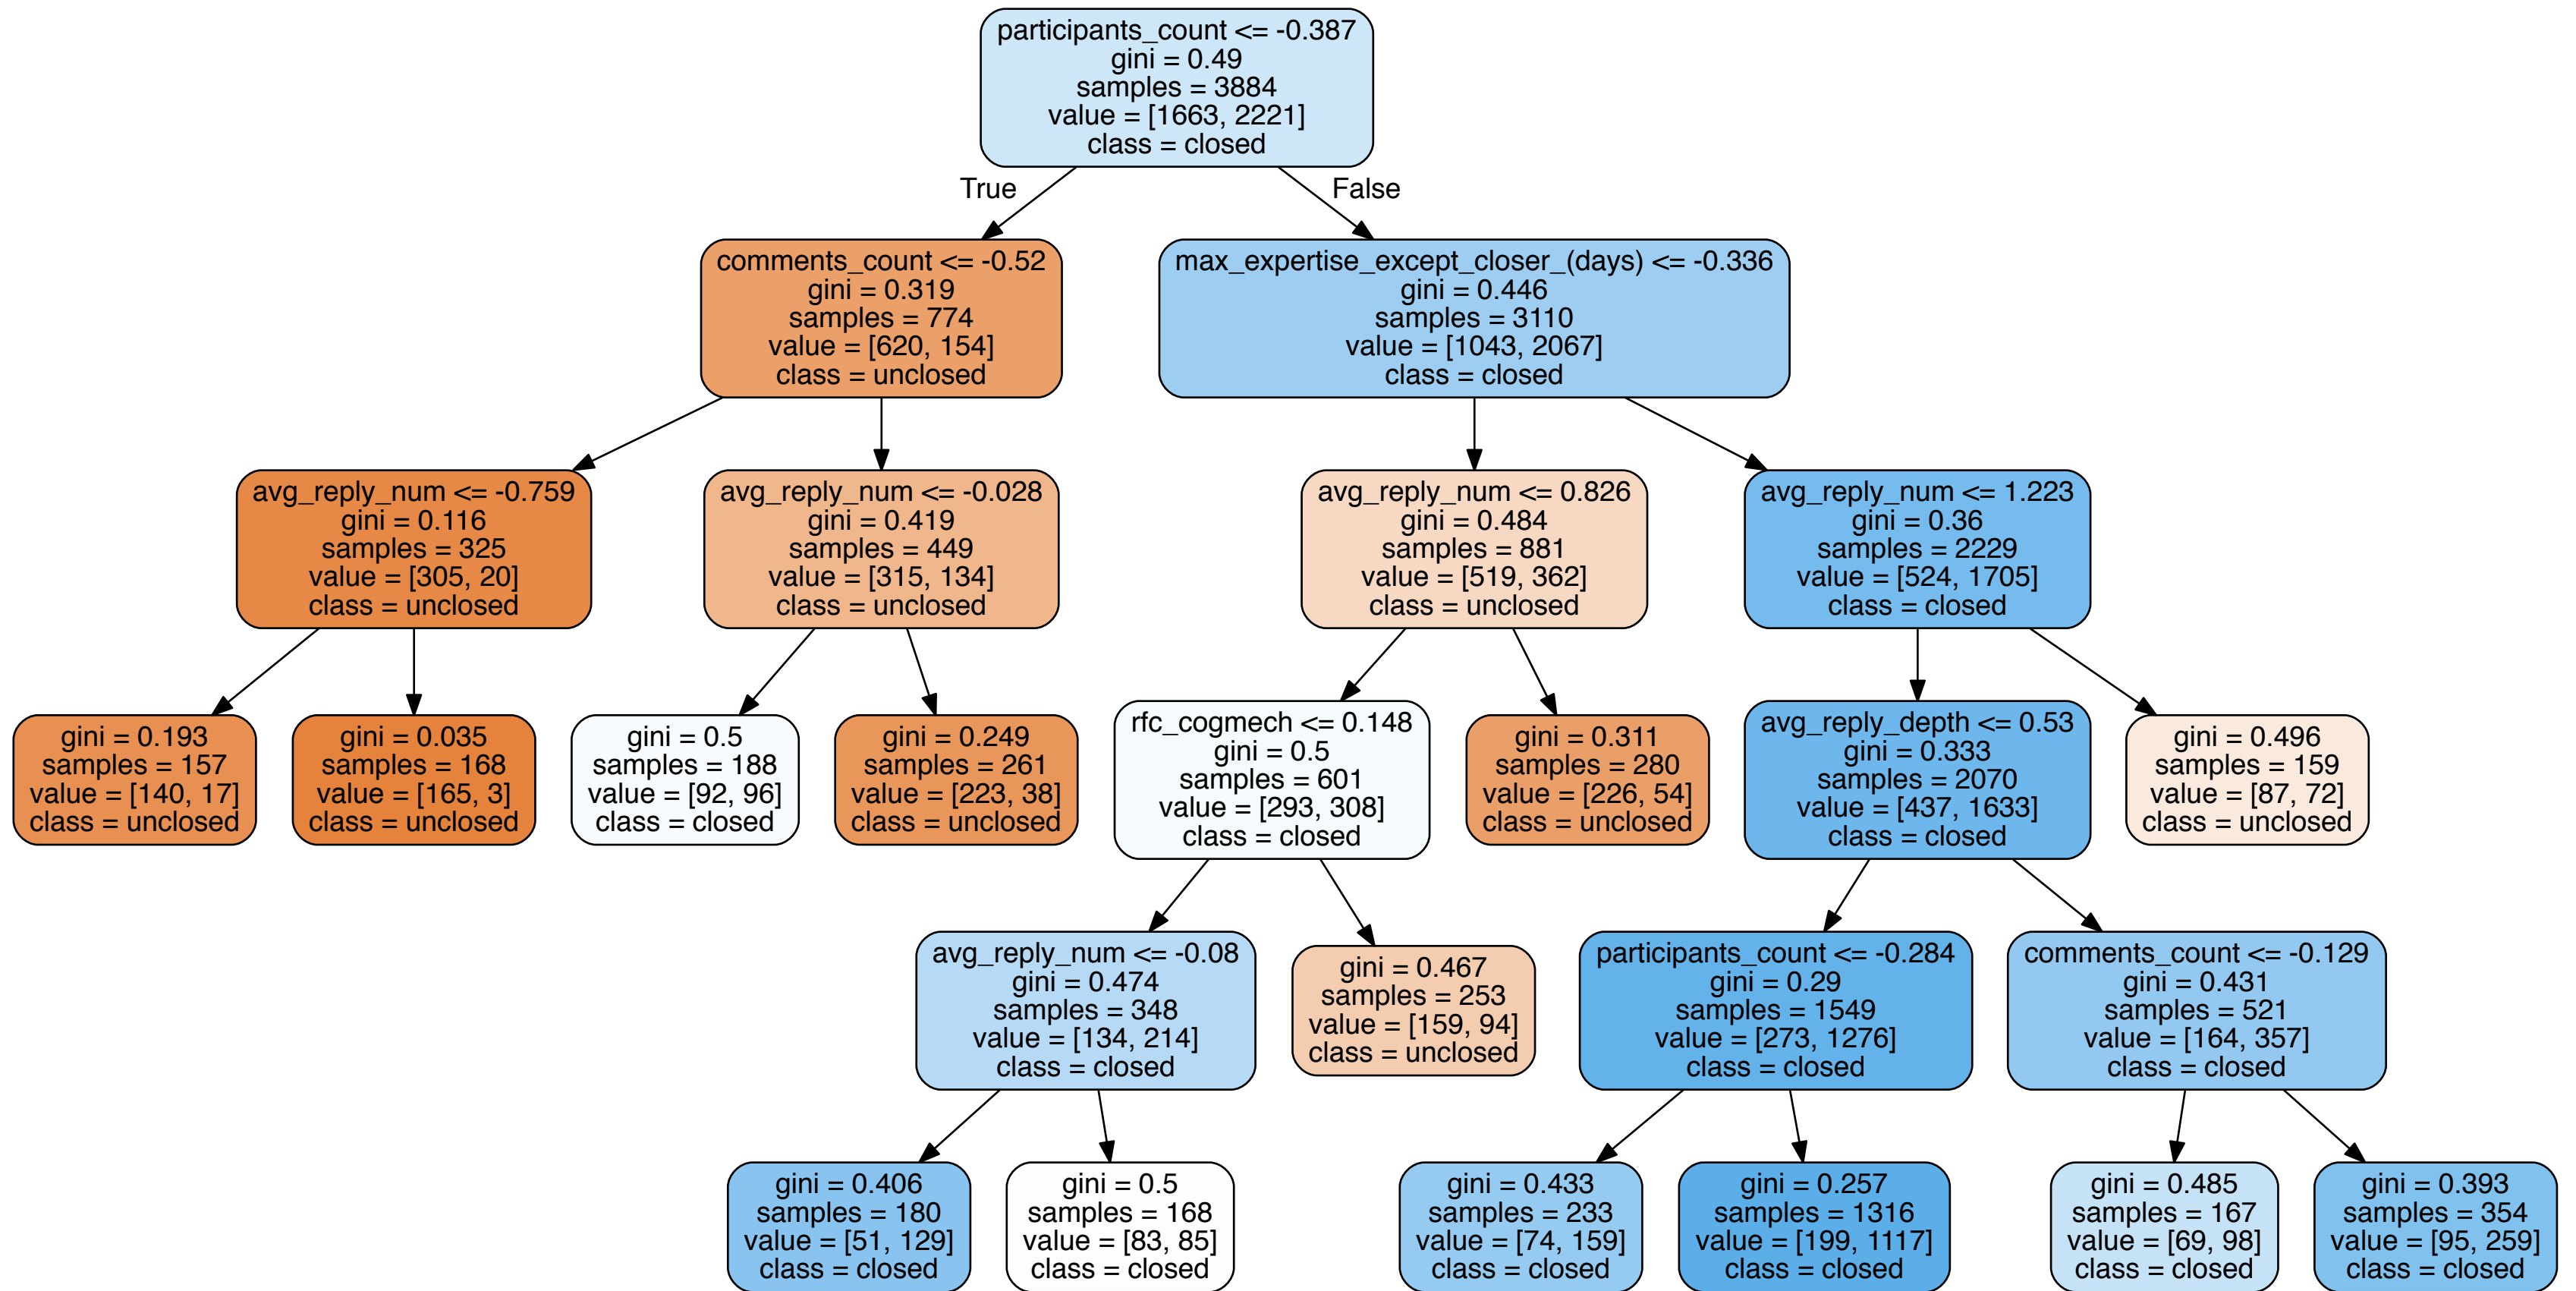 participants_count <= -0.387
gini = 0.49
samples = 3884
value = [1663, 2221]
class = closed
True
False
comments_count <= -0.52
gini = 0.319
samples = 774
value = [620, 154]
class = unclosed
max_expertise_except_closer_(days) <= -0.336
gini = 0.446
samples = 3110
value = [1043, 2067]
class = closed
avg_reply_num <= -0.759
gini = 0.116
samples = 325
value = [305, 20]
class = unclosed
avg_reply_num <= -0.028
gini = 0.419
samples = 449
value = [315, 134]
class = unclosed
avg_reply_num <= 0.826
gini = 0.484
samples = 881
value = [519, 362]
class = unclosed
avg_reply_num <= 1.223
gini = 0.36
samples = 2229
value = [524, 1705]
class = closed
gini = 0.193
samples = 157
value = [140, 17]
class = unclosed
gini = 0.035
samples = 168
value = [165, 3]
class = unclosed
gini = 0.5
samples = 188
value = [92, 96]
class = closed
gini = 0.249
samples = 261
value = [223, 38]
class = unclosed
rfc_cogmech <= 0.148
gini = 0.5
samples = 601
value = [293, 308]
class = closed
gini = 0.311
samples = 280
value = [226, 54]
class = unclosed
avg_reply_depth <= 0.53
gini = 0.333
samples = 2070
value = [437, 1633]
class = closed
gini = 0.496
samples = 159
value = [87, 72]
class = unclosed
avg_reply_num <= -0.08
gini = 0.474
samples = 348
value = [134, 214]
class = closed
gini = 0.467
samples = 253
value = [159, 94]
class = unclosed
participants_count <= -0.284
gini = 0.29
samples = 1549
value = [273, 1276]
class = closed
comments_count <= -0.129
gini = 0.431
samples = 521
value = [164, 357]
class = closed
gini = 0.406
samples = 180
value = [51, 129]
class = closed
gini = 0.5
samples = 168
value = [83, 85]
class = closed
gini = 0.433
samples = 233
value = [74, 159]
class = closed
gini = 0.257
samples = 1316
value = [199, 1117]
class = closed
gini = 0.485
samples = 167
value = [69, 98]
class = closed
gini = 0.393
samples = 354
value = [95, 259]
class = closed